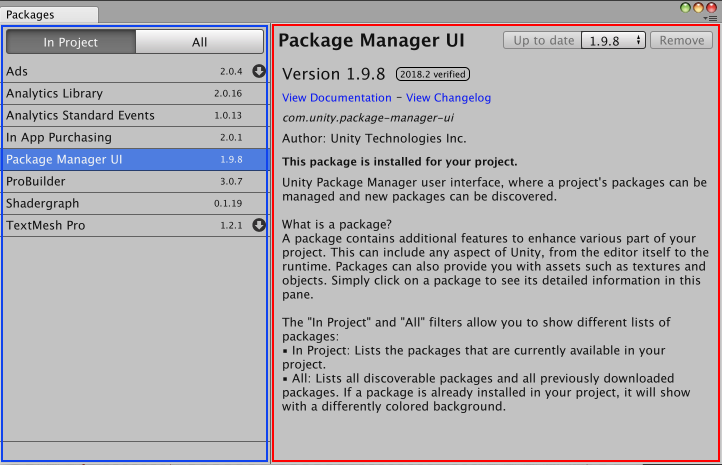 Packages
In Project
All
Ads 2.0.4
Analytics Library 2.0.16
Analytics Standard Events 1.0.13
In App Purchasing 2.0.1
Package Manager UI 1.9.8
ProBuilder 3.0.7
Shadergraph 0.1.19
TextMesh Pro 1.2.1
Package Manager UI
Up to date
1.9.8
Remove
Version 1.9.8 2018.2 verified
View Documentation - View Changelog
com.unity.package-manager-ui
Author: Unity Technologies Inc.
This package is installed for your project.
Unity Package Manager user interface, where a project's packages can be
managed and new packages can be discovered.
What is a package?
A package contains additional features to enhance various part of your
project. This can include any aspect of Unity, from the editor itself to the
runtime. Packages can also provide you with assets such as textures and
objects. Simply click on a package to see its detailed information in this
pane.
The "In Project" and "All" filters allow you to show different lists of
packages:
▪ In Project: Lists the packages that are currently available in your
project.
▪ All: Lists all discoverable packages and all previously downloaded
packages. If a package is already installed in your project, it will show
with a differently colored background.